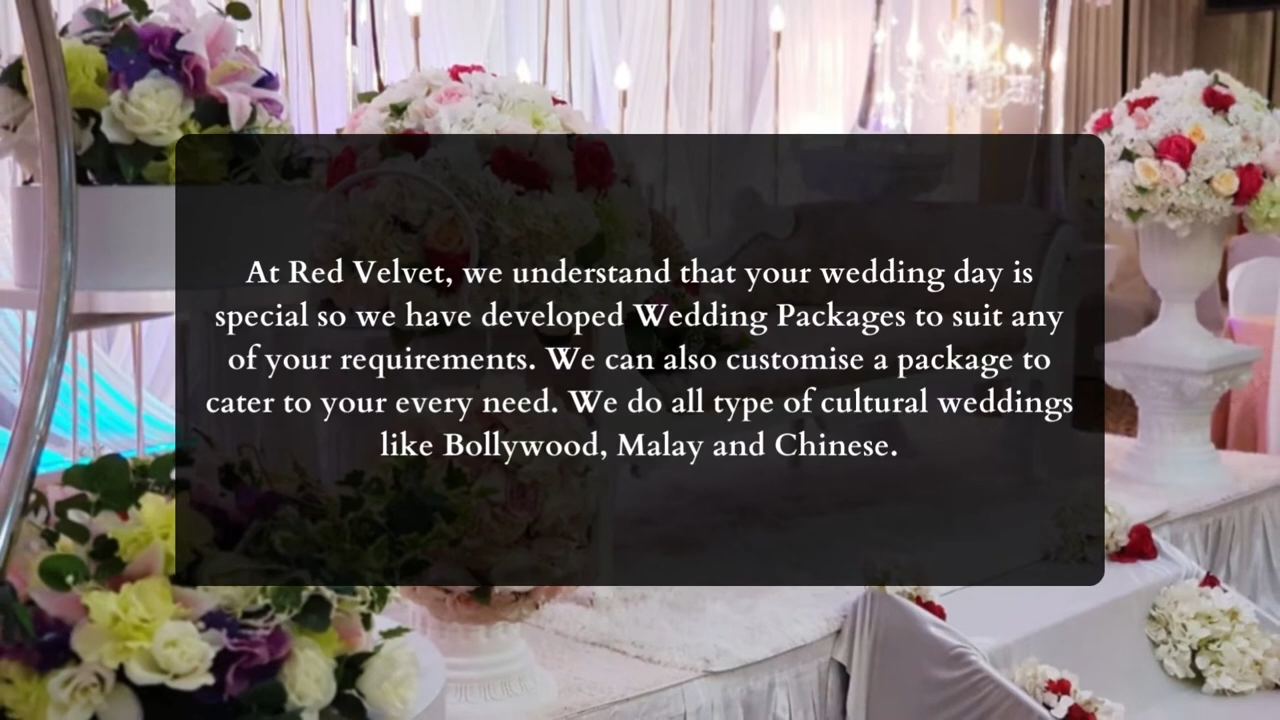 At Red Velvet, we understand that your wedding day is
special so we have developed Wedding Packages to suit any
of your requirements. We can also customise a package to
cater to your every need. We do all type of cultural weddings
like Bollywood, Malay and Chinese.